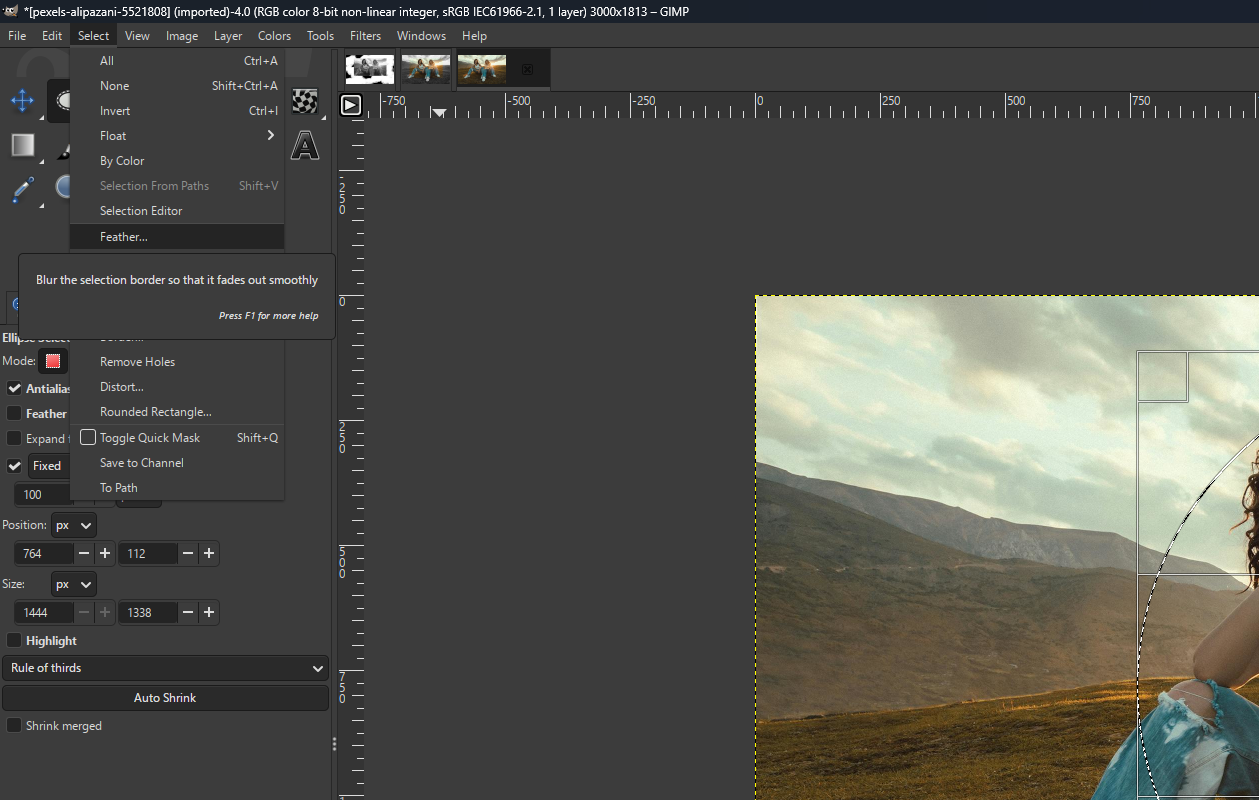 *[pexels-alipazani-5521808] (imported)-4.0 (RGB color 8-bit non-linear integer, sRGB IEC61966-2.1, 1 layer) 3000x1813 – GIMP
File Edit Select View Image Layer Colors Tools Filters Windows Help
All Ctrl+A
None Shift+Ctrl+A
Invert Ctrl+I
Float
By Color
Selection From Paths Shift+V
Selection Editor
Feather...
Blur the selection border so that it fades out smoothly
Press F1 for more help
Remove Holes
Distort...
Rounded Rectangle...
Toggle Quick Mask Shift+Q
Save to Channel
To Path
-750 -500 -250 0 250 500 750
-250
0
250
500
750
1
Ellipse Select
Mode:
Antialias
Feather
Expand
Fixed
100
Position: px
764 112
Size: px
1444 1338
Highlight
Rule of thirds
Auto Shrink
Shrink merged